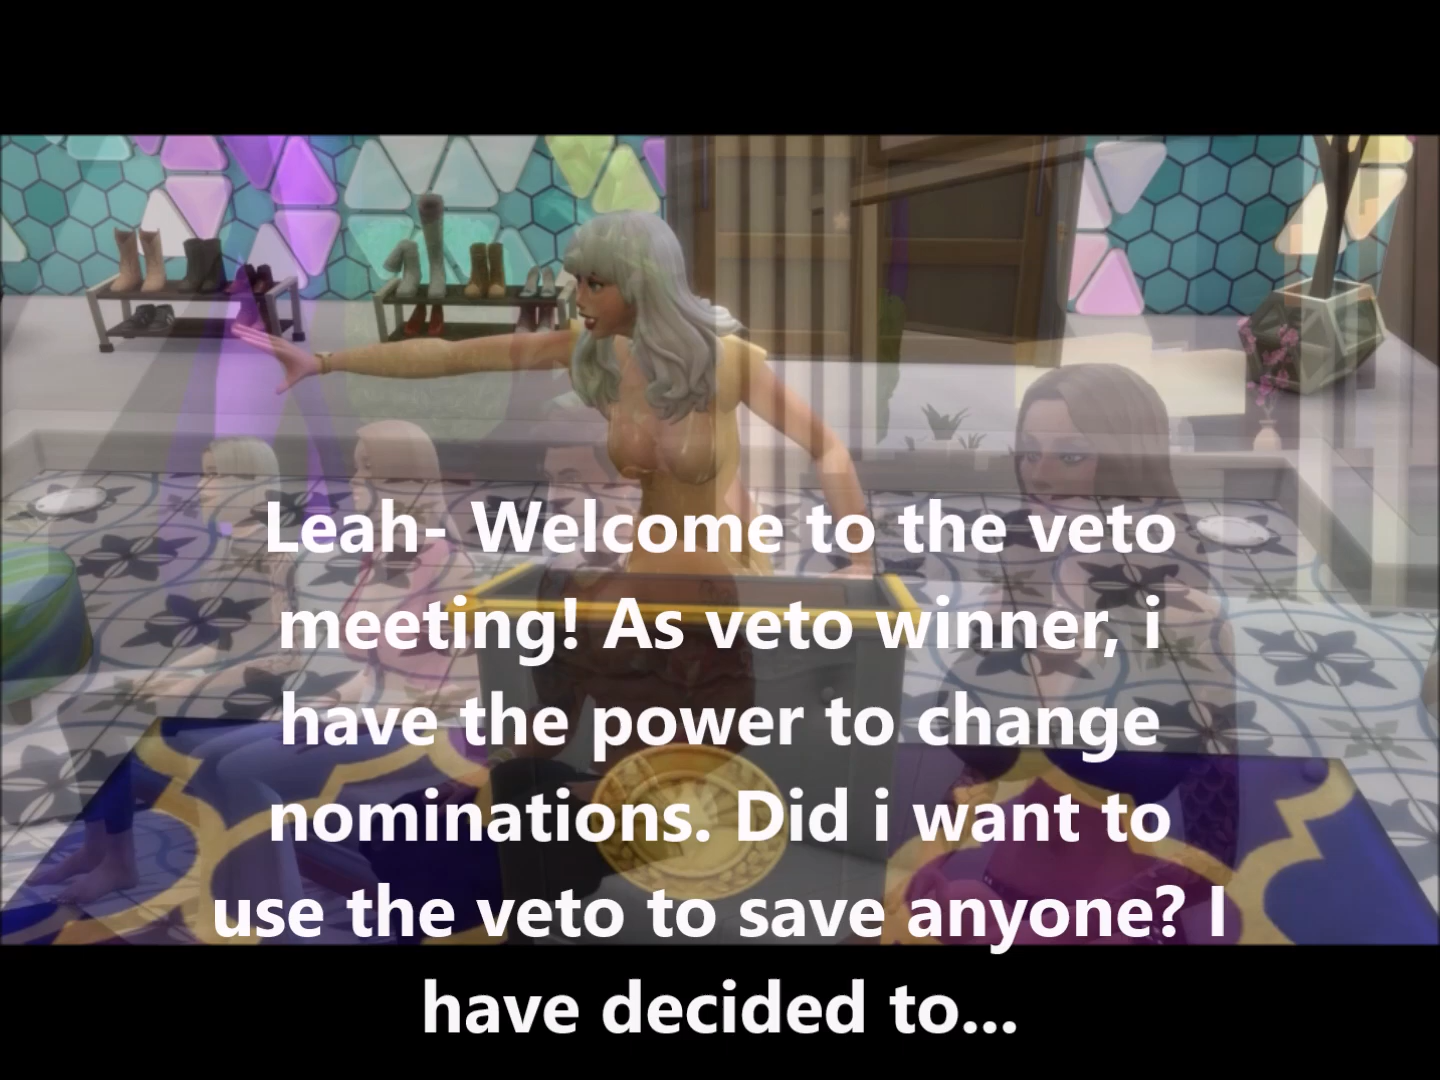 Leah- Welcome to the veto
meeting! As veto winner, i
have the power to change
nominations. Did i want to
use the veto to save anyone? I
have decided to...